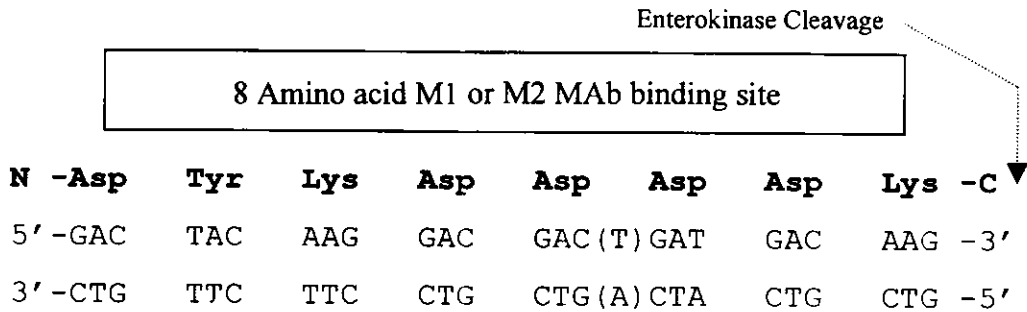 Enterokinase Cleavage
8 Amino acid M1 or M2 MAb binding site
N -Asp Tyr Lys Asp Asp Asp Asp Lys -C
5'-GAC TAC AAG GAC GAC(T)GAT GAC AAG -3'
3'-CTG TTC TTC CTG CTG(A)CTA CTG CTG -5'